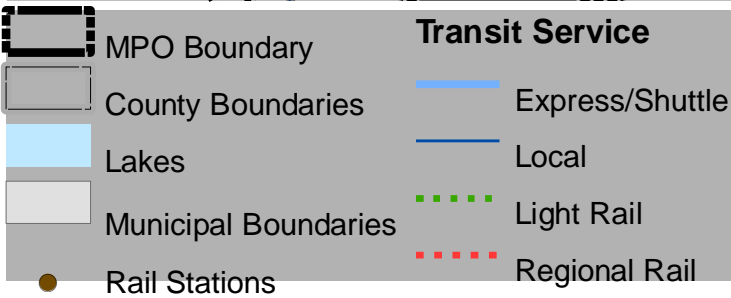 MPO Boundary
County Boundaries
Lakes
Municipal Boundaries
Rail Stations
Transit Service
Express/Shuttle
Local
Light Rail
Regional Rail